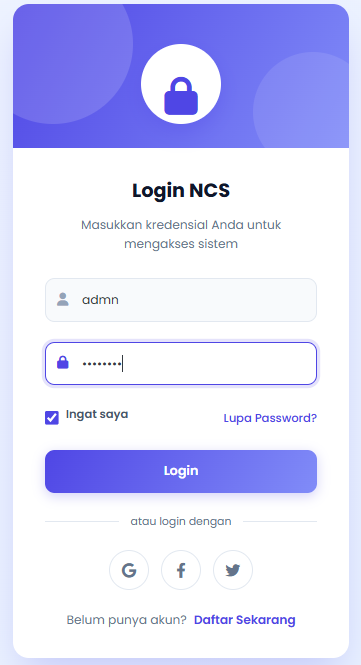 Login NCS
Masukkan kredensial Anda untuk
mengakses sistem
admn
••••••••
Ingat saya
Lupa Password?
Login
atau login dengan
Belum punya akun? Daftar Sekarang